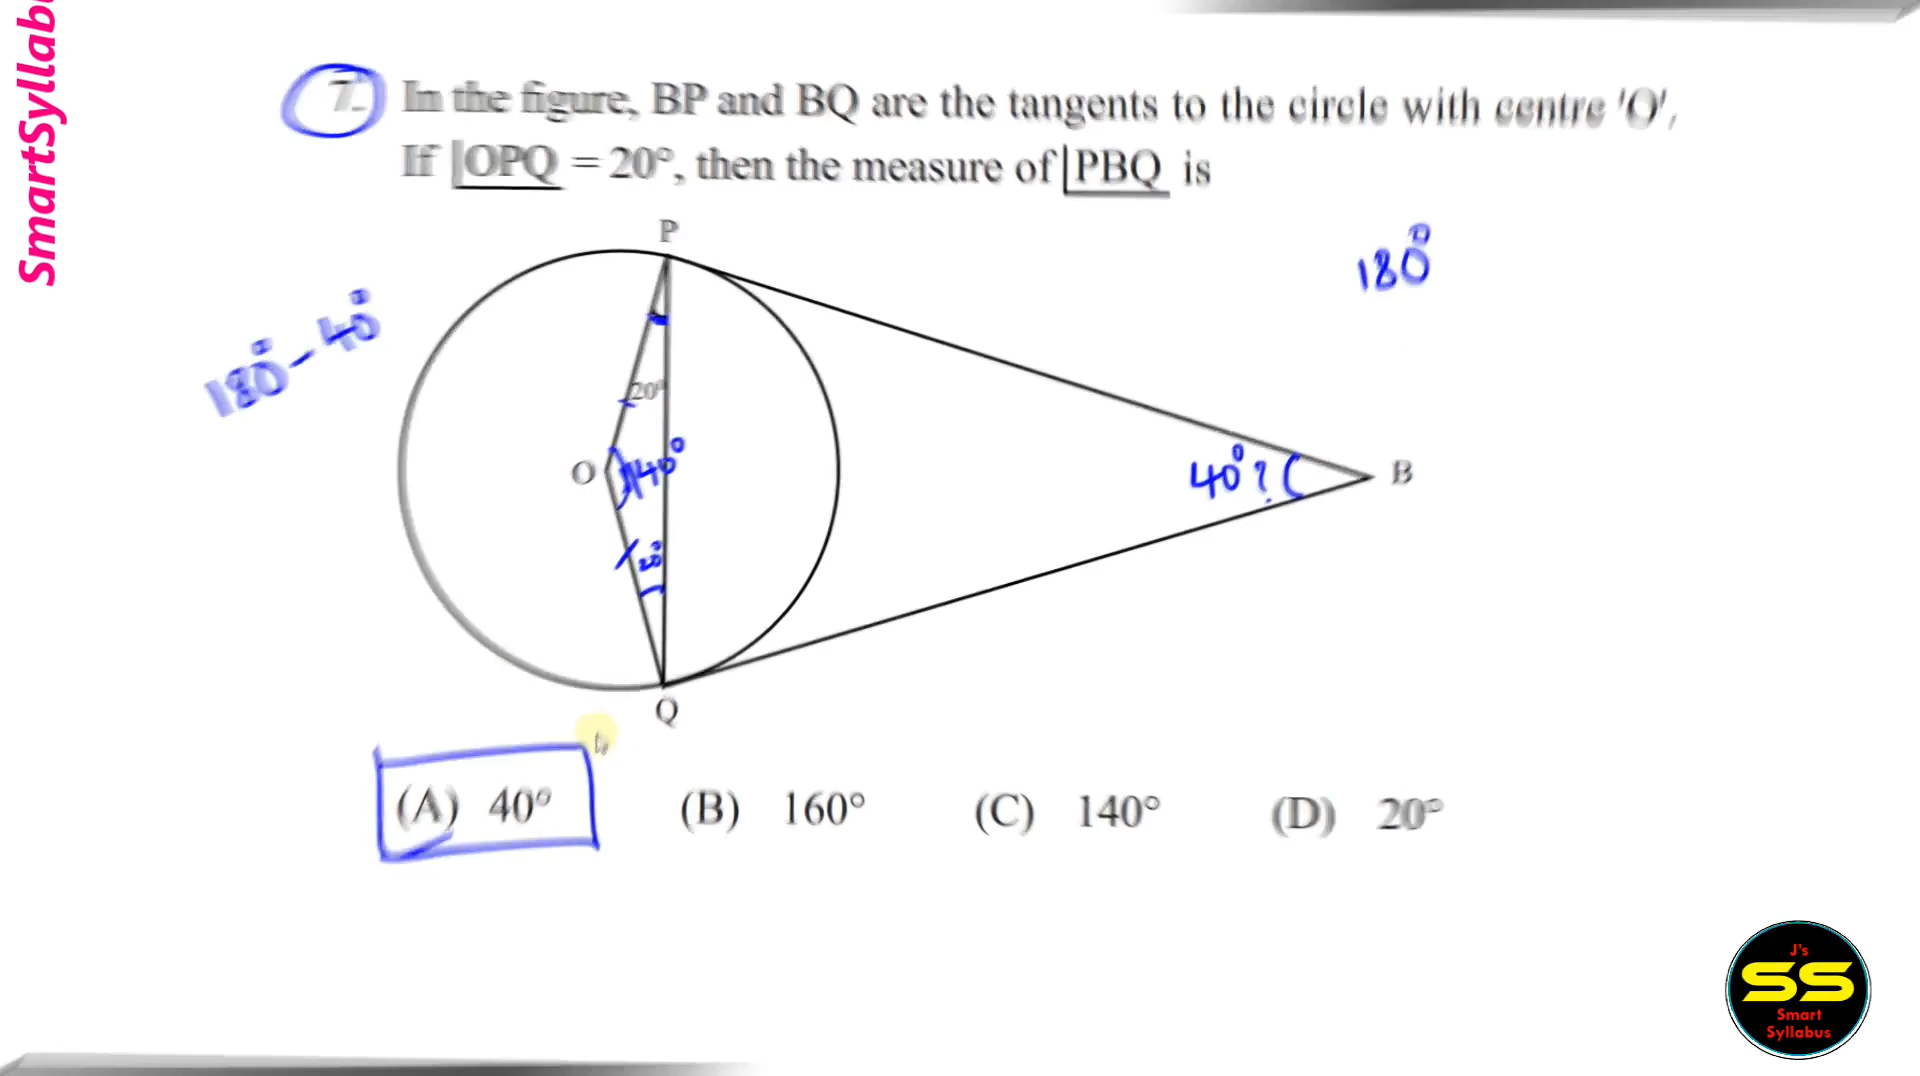 SmartSyllabu
7. In the figure, BP and BQ are the tangents to the circle with centre 'O',
If ⌊OPQ = 20°, then the measure of ⌊PBQ is
P
180°
180° – 40°
20°
O
140°
40° ?
B
20°
Q
(A) 40° (B) 160° (C) 140° (D) 20°
J's
SS
Smart
Syllabus